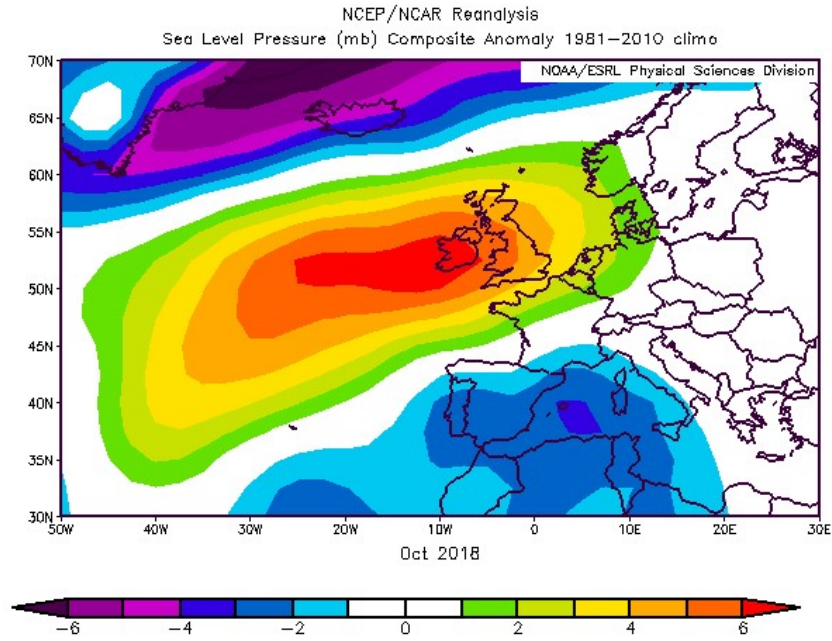 NCEP/NCAR Reanalysis
Sea Level Pressure (mb) Composite Anomaly 1981–2010 climo
NOAA/ESRL Physical Sciences Division
70N
65N
60N
55N
50N
45N
40N
35N
30N
50W 40W 30W 20W 10W 0 10E 20E 30E
Oct 2018
−6 −4 −2 0 2 4 6